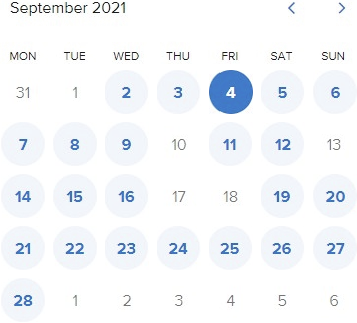 September 2021
MON TUE WED THU FRI SAT SUN
31 1 2 3 4 5 6
7 8 9 10 11 12 13
14 15 16 17 18 19 20
21 22 23 24 25 26 27
28 1 2 3 4 5 6